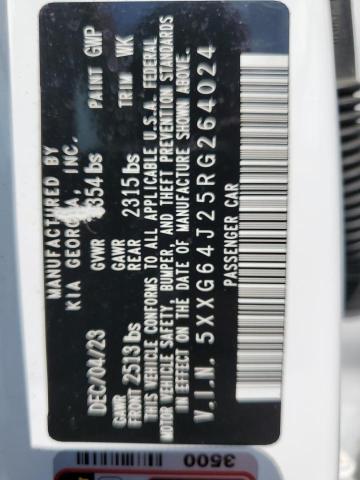 MANUFACTURED BY
KIA GEORGIA, INC.
DEC/04/23 GVWR 354 lbs PAINT GWP
GAWR FRONT 2513 lbs GAWR REAR 2315 lbs TRIM WK
THIS VEHICLE CONFORMS TO ALL APPLICABLE U.S.A. FEDERAL
MOTOR VEHICLE SAFETY, BUMPER, AND THEFT PREVENTION STANDARDS
IN EFFECT ON THE DATE OF MANUFACTURE SHOWN ABOVE.
V.I.N. 5XXG64J25RG264024
PASSENGER CAR
3500